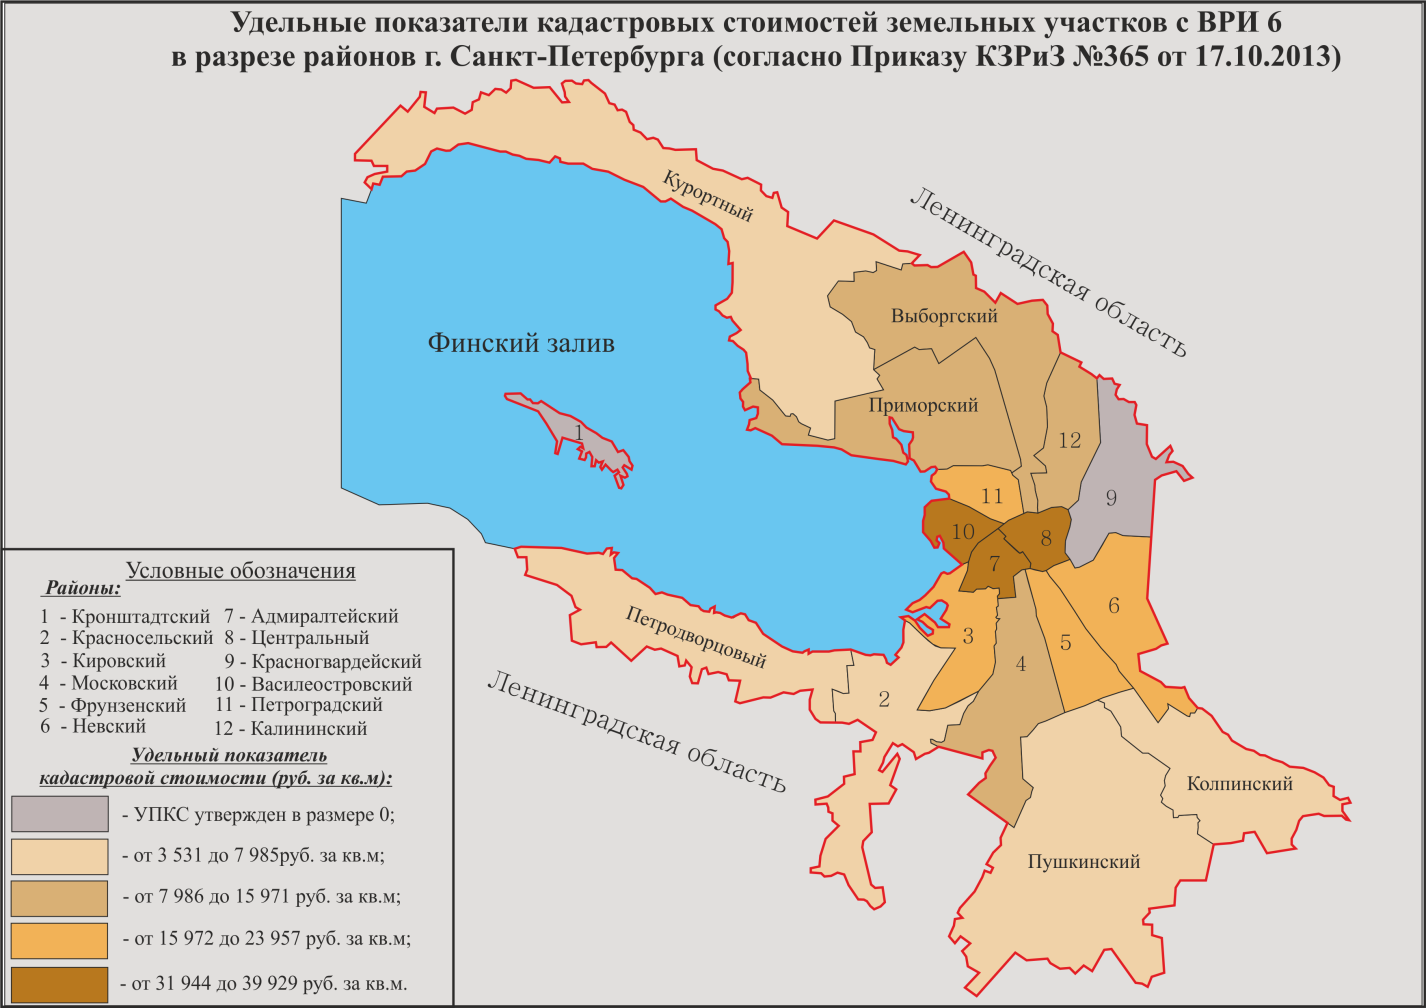 Удельные показатели кадастровых стоимостей земельных участков с ВРИ 6
в разрезе районов г. Санкт-Петербурга (согласно Приказу КЗРиЗ №365 от 17.10.2013)
Курортный
Ленинградская область
Выборгский
Финский залив
Приморский
1
12
9
11
10
8
7
6
3
5
4
2
Петродворцовый
Ленинградская область
Колпинский
Пушкинский
Условные обозначения
Районы:
1 - Кронштадтский 7 - Адмиралтейский
2 - Красносельский 8 - Центральный
3 - Кировский 9 - Красногвардейский
4 - Московский 10 - Василеостровский
5 - Фрунзенский 11 - Петроградский
6 - Невский 12 - Калининский
Удельный показатель
кадастровой стоимости (руб. за кв.м):
- УПКС утвержден в размере 0;
- от 3 531 до 7 985руб. за кв.м;
- от 7 986 до 15 971 руб. за кв.м;
- от 15 972 до 23 957 руб. за кв.м;
- от 31 944 до 39 929 руб. за кв.м.